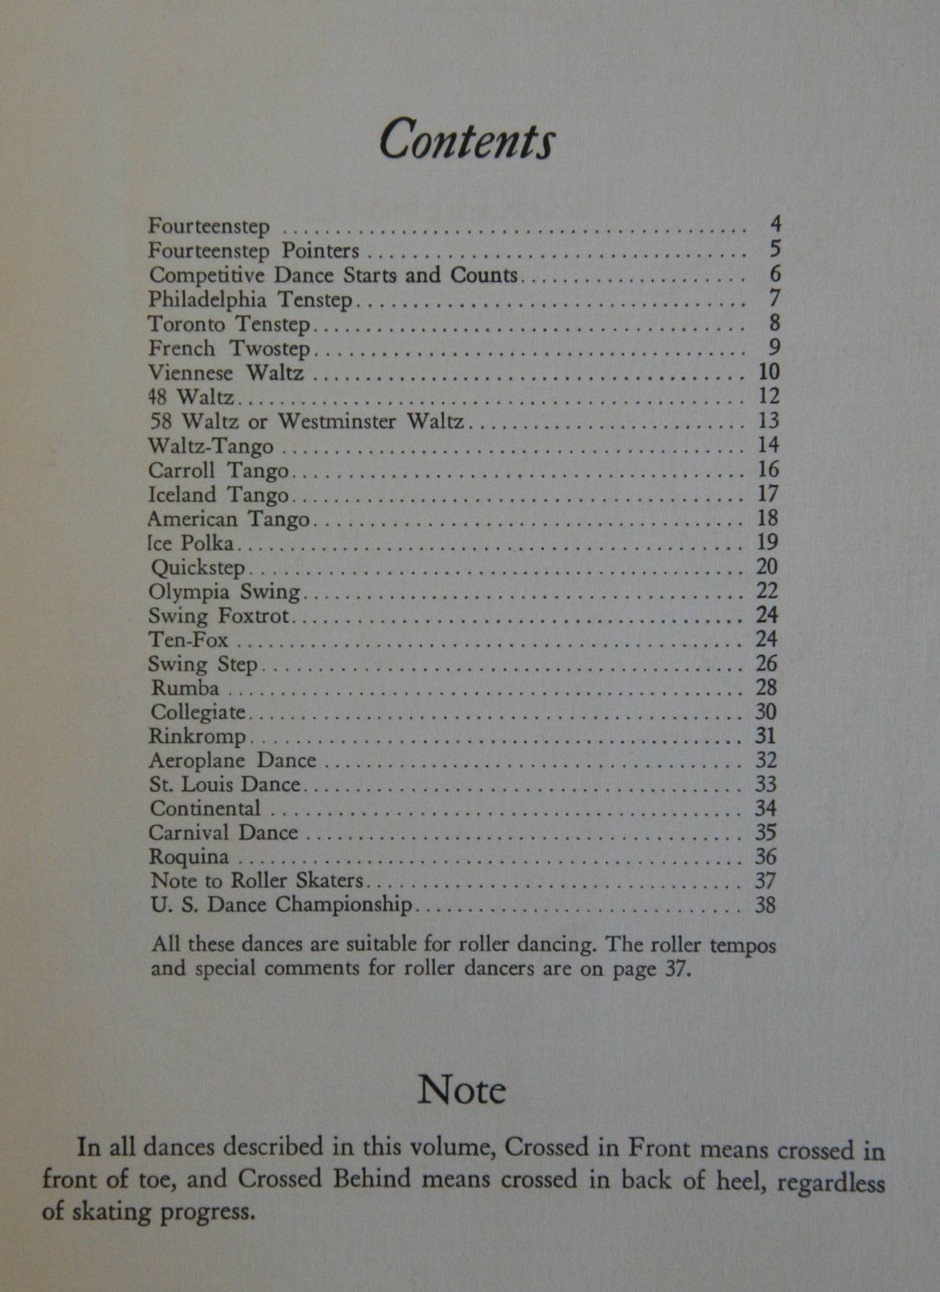 Contents
Fourteenstep ........................................... 4
Fourteenstep Pointers ................................... 5
Competitive Dance Starts and Counts..................... 6
Philadelphia Tenstep..................................... 7
Toronto Tenstep......................................... 8
French Twostep......................................... 9
Viennese Waltz ......................................... 10
48 Waltz................................................ 12
58 Waltz or Westminster Waltz.......................... 13
Waltz-Tango ............................................ 14
Carroll Tango........................................... 16
Iceland Tango........................................... 17
American Tango......................................... 18
Ice Polka................................................ 19
Quickstep............................................... 20
Olympia Swing.......................................... 22
Swing Foxtrot........................................... 24
Ten-Fox ................................................ 24
Swing Step.............................................. 26
Rumba ................................................. 28
Collegiate............................................... 30
Rinkromp............................................... 31
Aeroplane Dance ........................................ 32
St. Louis Dance.......................................... 33
Continental ............................................. 34
Carnival Dance .......................................... 35
Roquina ................................................ 36
Note to Roller Skaters.................................... 37
U. S. Dance Championship............................... 38
All these dances are suitable for roller dancing. The roller tempos
and special comments for roller dancers are on page 37.
Note
In all dances described in this volume, Crossed in Front means crossed in
front of toe, and Crossed Behind means crossed in back of heel, regardless
of skating progress.